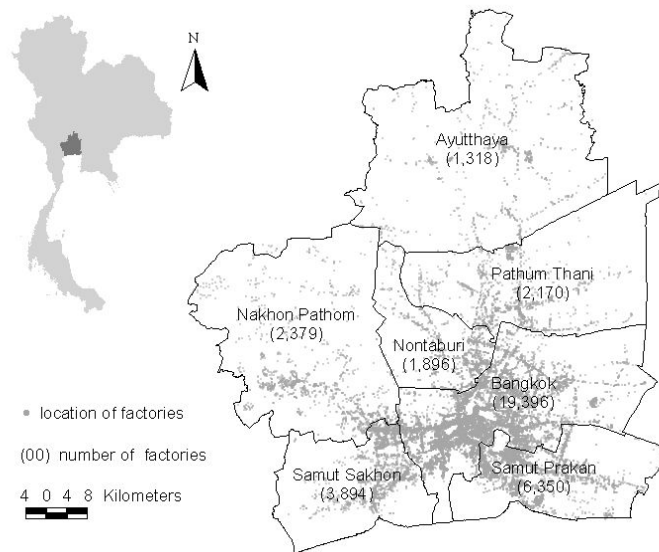 N
Ayutthaya
(1,318)
Pathum Thani
(2,170)
Nakhon Pathom
(2,379)
Nontaburi
(1,896)
Bangkok
(19,396)
location of factories
(00) number of factories
Samut Sakhon
(3,894)
Samut Prakan
(6,350)
4 0 4 8 Kilometers